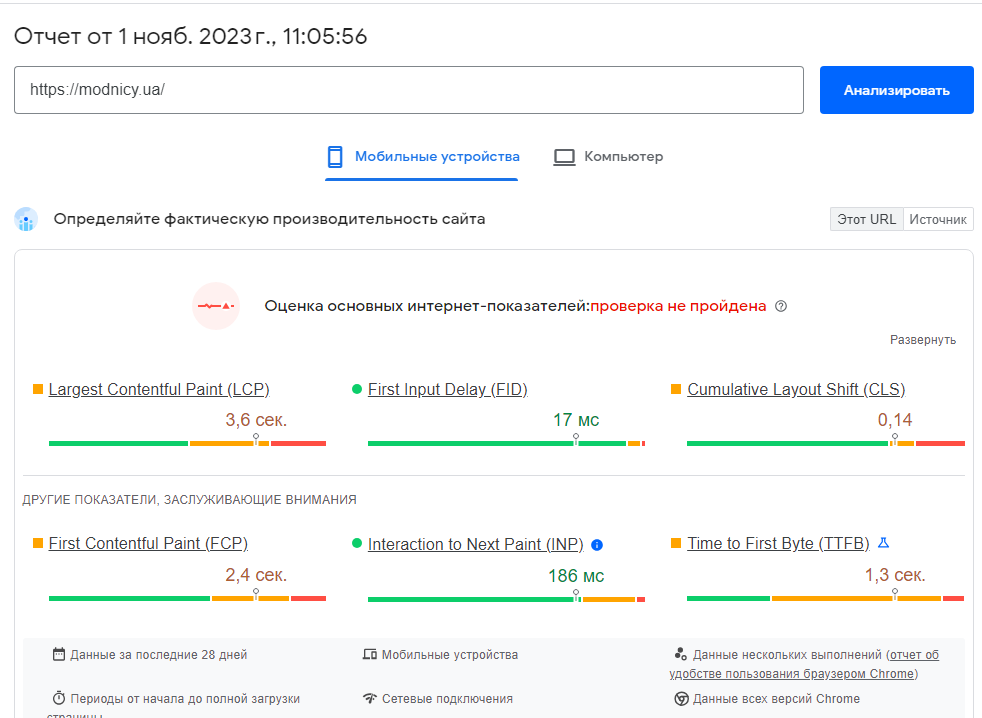 Отчет от 1 нояб. 2023 г., 11:05:56
https://modnicy.ua/
Анализировать
Мобильные устройства
Компьютер
Определяйте фактическую производительность сайта
Этот URL
Источник
Оценка основных интернет-показателей:проверка не пройдена
Развернуть
Largest Contentful Paint (LCP)
3,6 сек.
First Input Delay (FID)
17 мс
Cumulative Layout Shift (CLS)
0,14
ДРУГИЕ ПОКАЗАТЕЛИ, ЗАСЛУЖИВАЮЩИЕ ВНИМАНИЯ
First Contentful Paint (FCP)
2,4 сек.
Interaction to Next Paint (INP)
186 мс
Time to First Byte (TTFB)
1,3 сек.
Данные за последние 28 дней
Мобильные устройства
Данные нескольких выполнений (отчет об
удобстве пользования браузером Chrome)
Периоды от начала до полной загрузки
страницы
Сетевые подключения
Данные всех версий Chrome